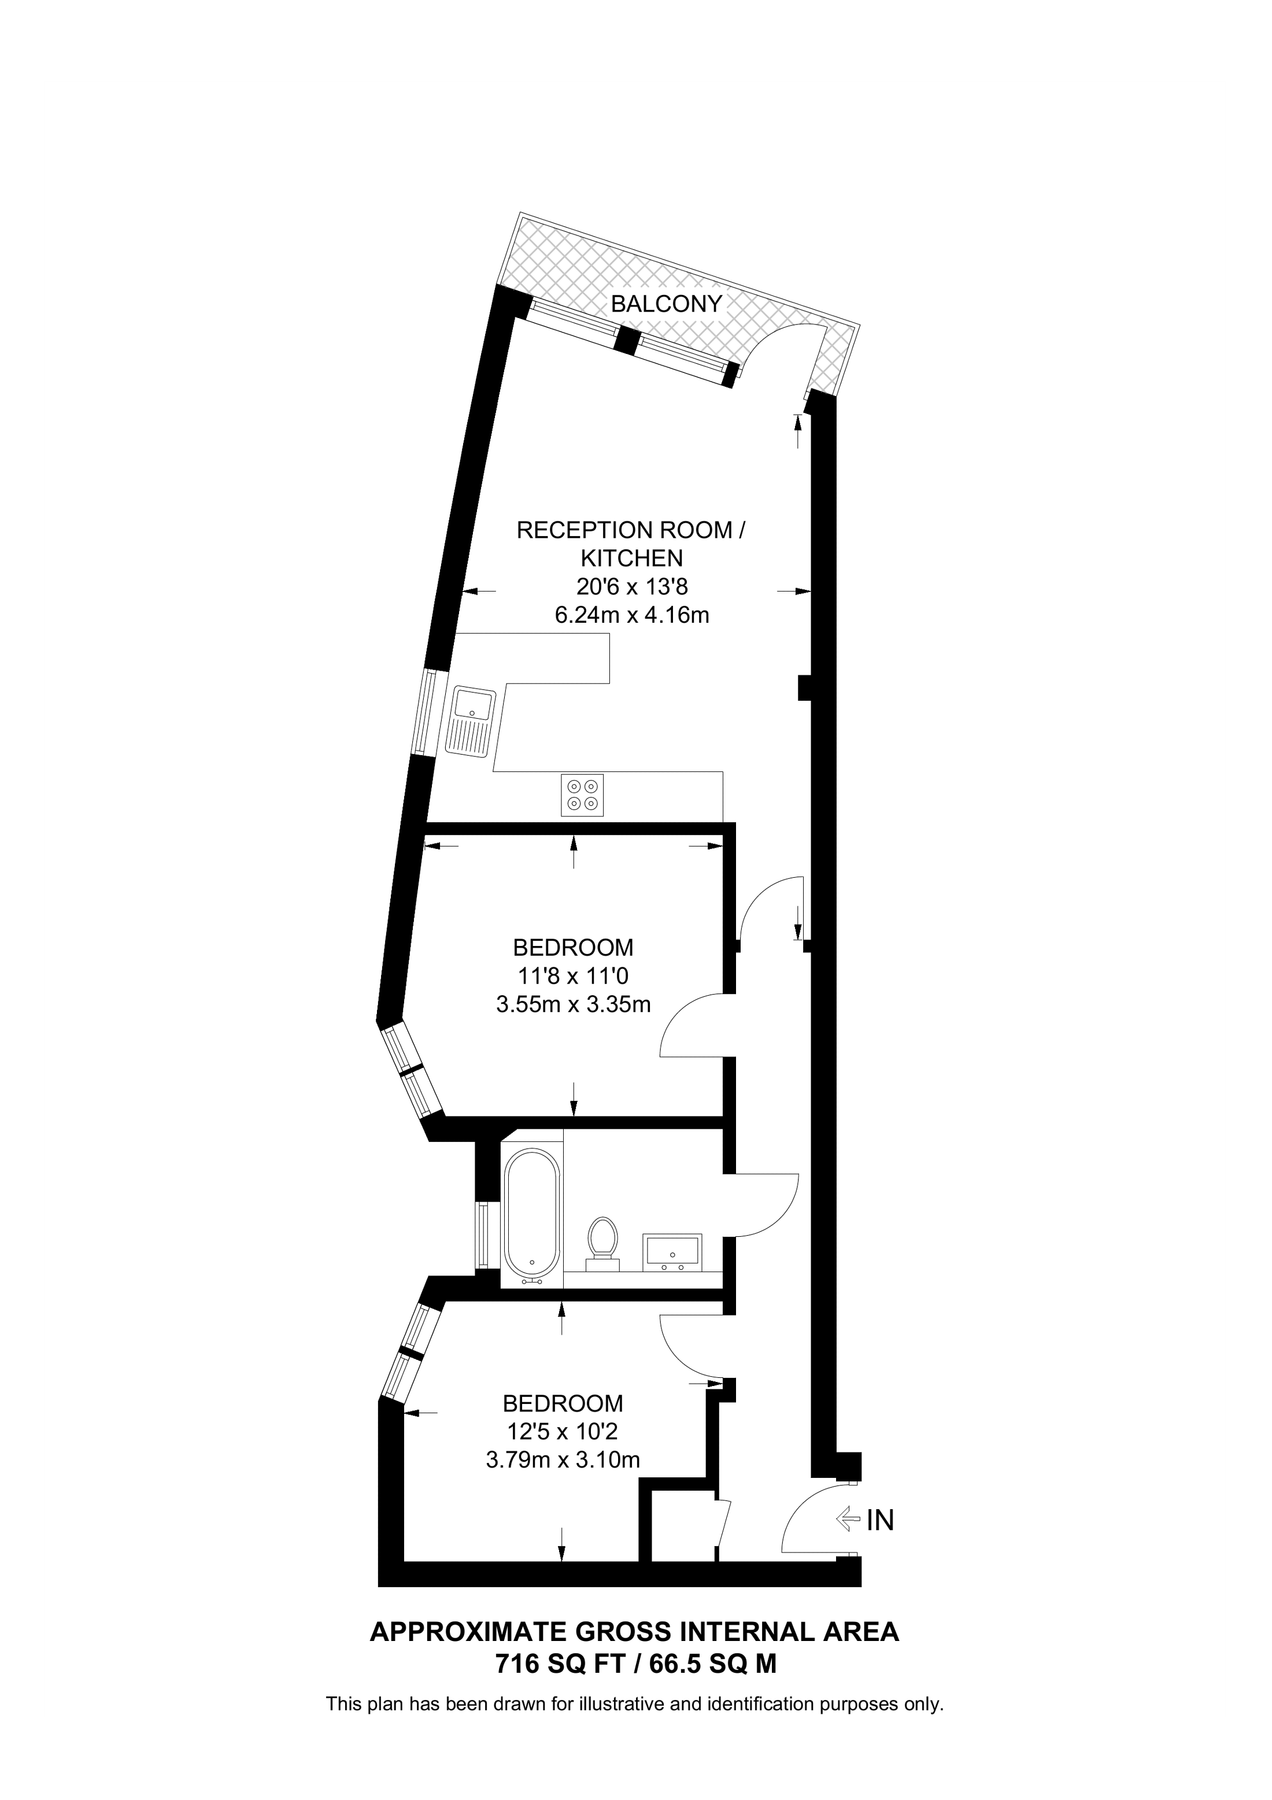 BALCONY
RECEPTION ROOM /
KITCHEN
20'6 x 13'8
6.24m x 4.16m
BEDROOM
11'8 x 11'0
3.55m x 3.35m
BEDROOM
12'5 x 10'2
3.79m x 3.10m
IN
APPROXIMATE GROSS INTERNAL AREA
716 SQ FT / 66.5 SQ M
This plan has been drawn for illustrative and identification purposes only.